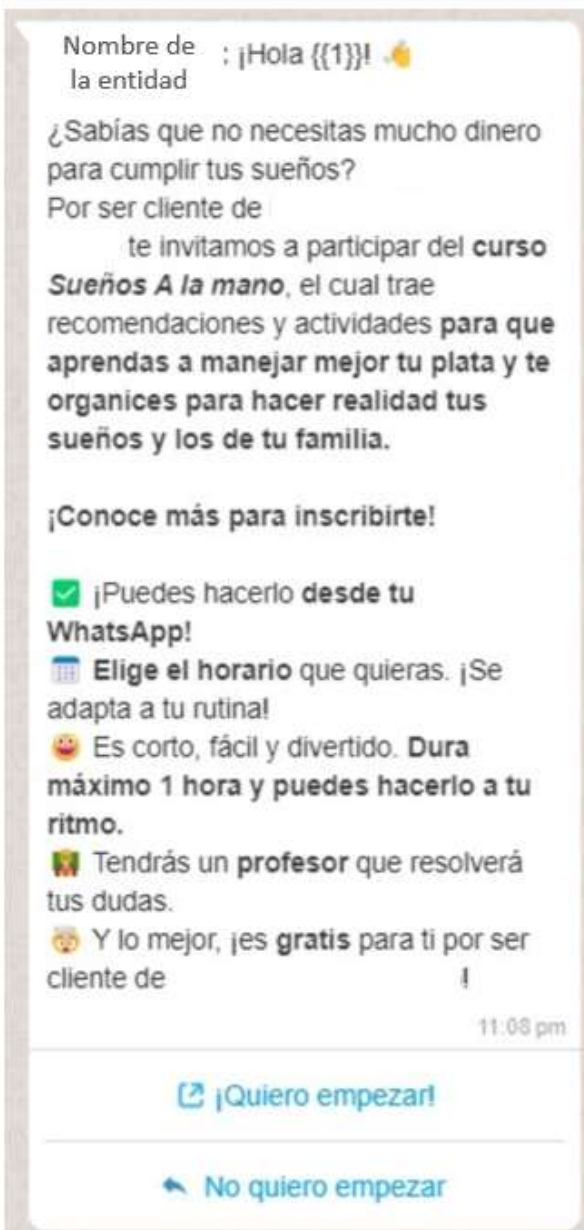 Nombre de la entidad : ¡Hola {{1}}! 👋
¿Sabías que no necesitas mucho dinero
para cumplir tus sueños?
Por ser cliente de
te invitamos a participar del curso
Sueños A la mano, el cual trae
recomendaciones y actividades para que
aprendas a manejar mejor tu plata y te
organices para hacer realidad tus
sueños y los de tu familia.
¡Conoce más para inscribirte!
✅ ¡Puedes hacerlo desde tu
WhatsApp!
🗓️ Elige el horario que quieras. ¡Se
adapta a tu rutina!
😀 Es corto, fácil y divertido. Dura
máximo 1 hora y puedes hacerlo a tu
ritmo.
👩‍🏫 Tendrás un profesor que resolverá
tus dudas.
🤯 Y lo mejor, ¡es gratis para ti por ser
cliente de !
11:08 pm
¡Quiero empezar!
No quiero empezar